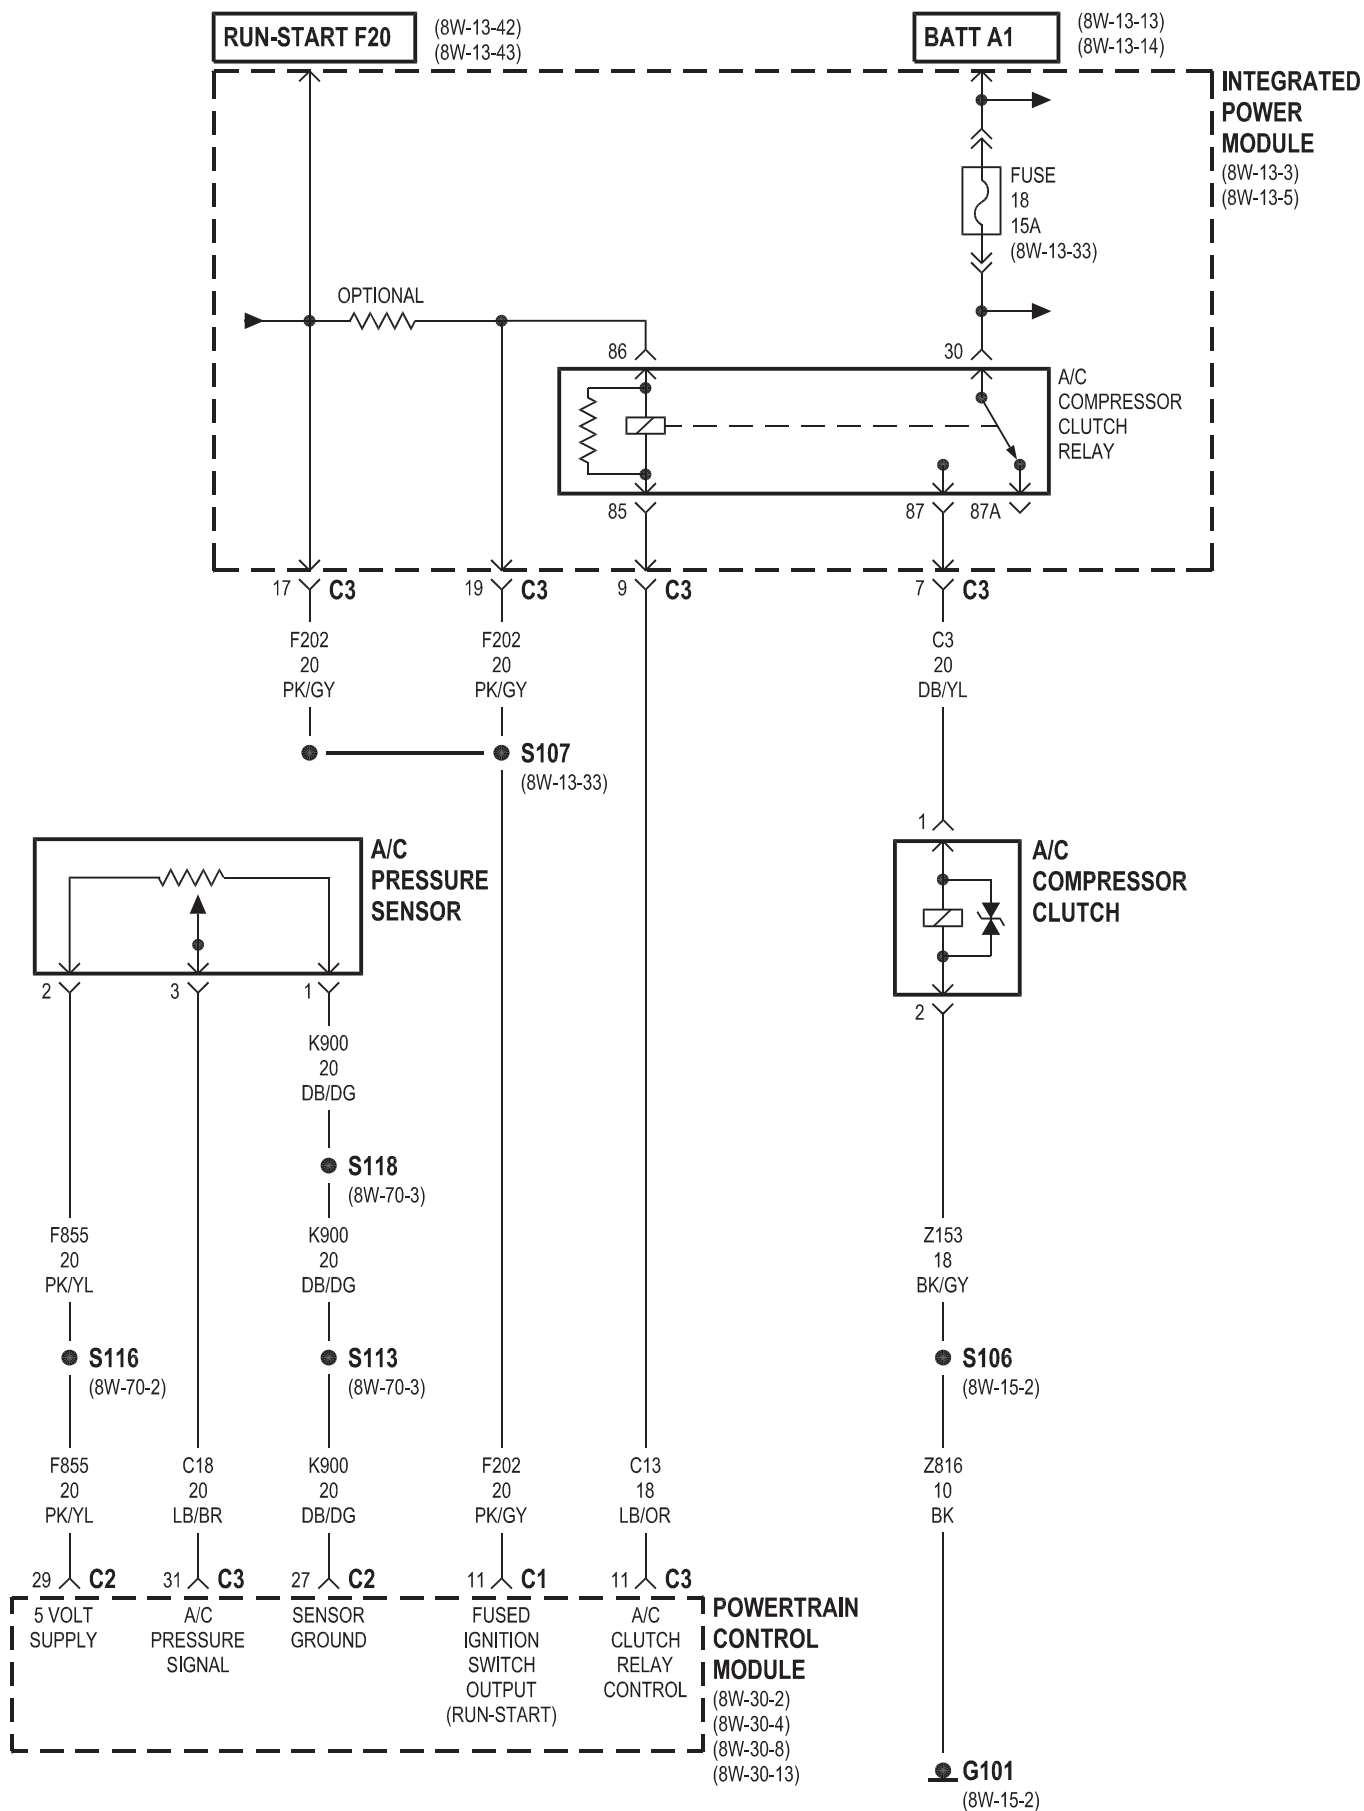 RUN-START F20
(8W-13-42)
(8W-13-43)
BATT A1
(8W-13-13)
(8W-13-14)
INTEGRATED
POWER
MODULE
(8W-13-3)
(8W-13-5)
FUSE
18
15A
(8W-13-33)
OPTIONAL
86
30
A/C
COMPRESSOR
CLUTCH
RELAY
85
87
87A
17
C3
19
C3
9
C3
7
C3
F202
20
PK/GY
F202
20
PK/GY
C3
20
DB/YL
S107
(8W-13-33)
A/C
PRESSURE
SENSOR
1
A/C
COMPRESSOR
CLUTCH
2
3
1
2
K900
20
DB/DG
S118
(8W-70-3)
F855
20
PK/YL
K900
20
DB/DG
Z153
18
BK/GY
S116
(8W-70-2)
S113
(8W-70-3)
S106
(8W-15-2)
F855
20
PK/YL
C18
20
LB/BR
K900
20
DB/DG
F202
20
PK/GY
C13
18
LB/OR
Z816
10
BK
29
C2
31
C3
27
C2
11
C1
11
C3
5 VOLT
SUPPLY
A/C
PRESSURE
SIGNAL
SENSOR
GROUND
FUSED
IGNITION
SWITCH
OUTPUT
(RUN-START)
A/C
CLUTCH
RELAY
CONTROL
POWERTRAIN
CONTROL
MODULE
(8W-30-2)
(8W-30-4)
(8W-30-8)
(8W-30-13)
G101
(8W-15-2)